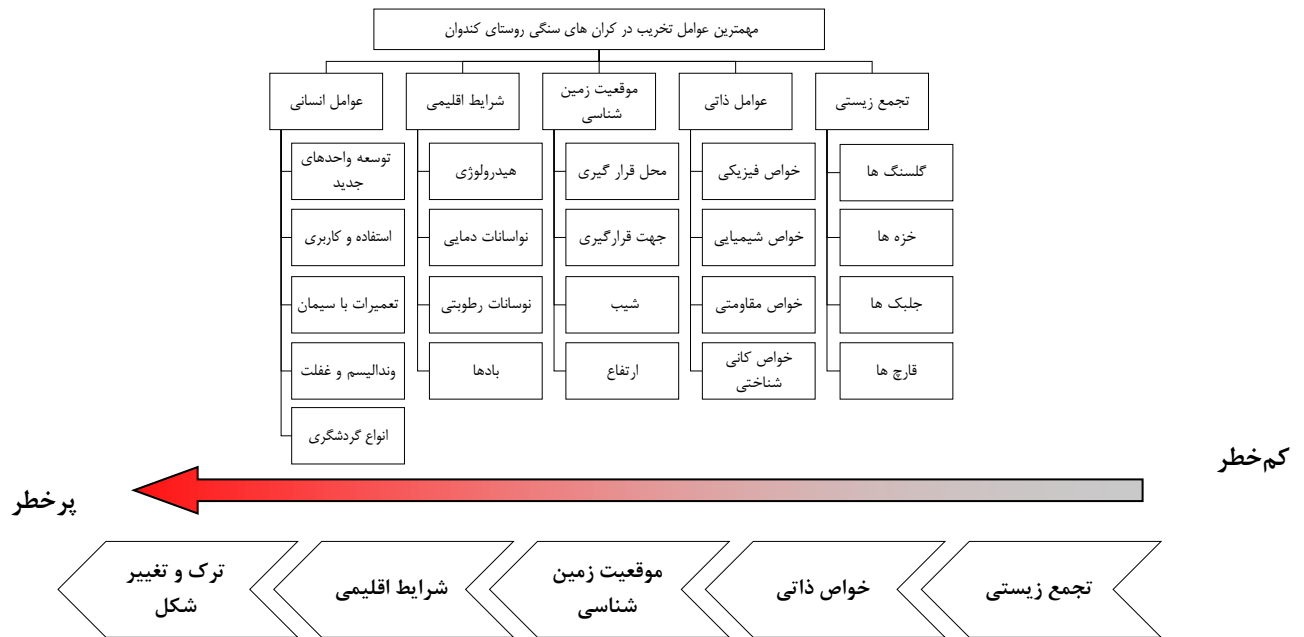 مهمترین عوامل تخریب در کران های سنگی روستای کندوان
تجمع زیستی
گلسنگ ها
خزه ها
جلبک ها
قارچ ها
عوامل ذاتی
خواص فیزیکی
خواص شیمیایی
خواص مقاومتی
خواص کانی
شناختی
موقعیت زمین
شناسی
محل قرار گیری
جهت قرارگیری
شیب
ارتفاع
شرایط اقلیمی
هیدرولوژی
نواسانات دمایی
نوسانات رطوبتی
بادها
عوامل انسانی
توسعه واحدهای
جدید
استفاده و کاربری
تعمیرات با سیمان
وندالیسم و غفلت
انواع گردشگری
کم‌خطر
پرخطر
تجمع زیستی
خواص ذاتی
موقعیت زمین
شناسی
شرایط اقلیمی
ترک و تغییر
شکل